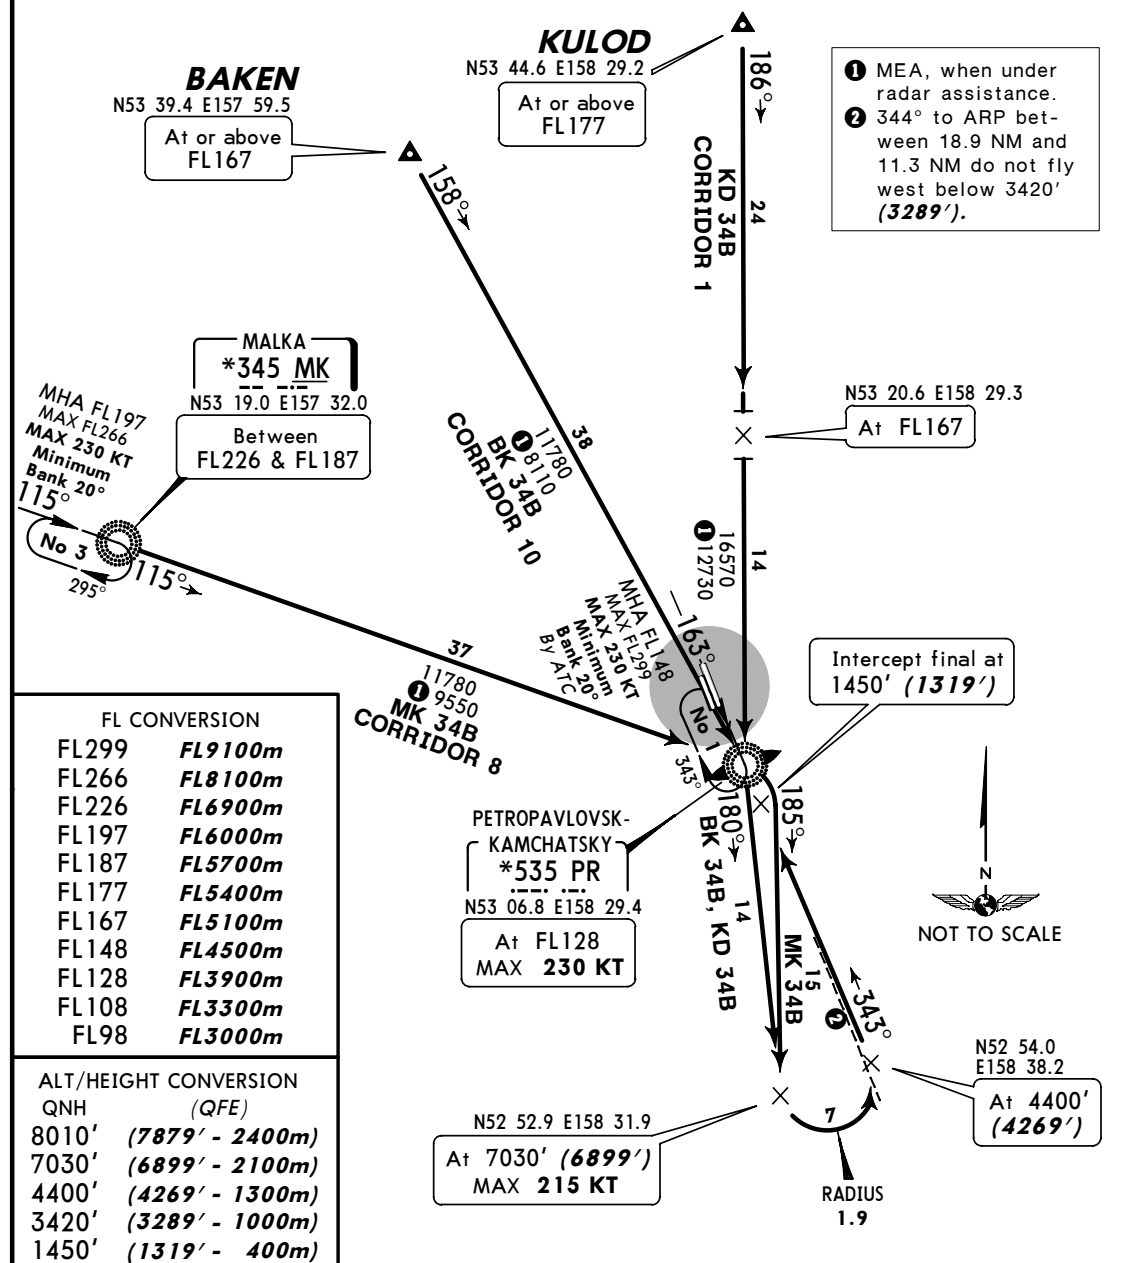 KULOD
N53 44.6 E158 29.2
At or above
FL177
186°
BAKEN
N53 39.4 E157 59.5
At or above
FL167
158°
❶ MEA, when under
radar assistance.
❷ 344° to ARP bet-
ween 18.9 NM and
11.3 NM do not fly
west below 3420'
(3289').
24
KD 34B
CORRIDOR 1
MALKA
*345 MK
N53 19.0 E157 32.0
Between
FL226 & FL187
MHA FL197
MAX FL266
MAX 230 KT
Minimum
Bank 20°
115°
No 3
295°
115°
38
11780
❶ 8110
BK 34B
CORRIDOR 10
N53 20.6 E158 29.3
At FL167
14
16570
❶ 12730
37
11780
❶ 9550
MK 34B
CORRIDOR 8
MHA FL148
MAX FL299
MAX 230 KT
Minimum
Bank 20°
By ATC
163°
No 1
343°
Intercept final at
1450' (1319')
PETROPAVLOVSK-
KAMCHATSKY
*535 PR
N53 06.8 E158 29.4
At FL128
MAX 230 KT
180°
14
BK 34B, KD 34B
185°
15
MK 34B
❷
343°
N
NOT TO SCALE
N52 54.0
E158 38.2
At 4400'
(4269')
N52 52.9 E158 31.9
At 7030' (6899')
MAX 215 KT
7
RADIUS
1.9
FL CONVERSION
FL299 FL9100m
FL266 FL8100m
FL226 FL6900m
FL197 FL6000m
FL187 FL5700m
FL177 FL5400m
FL167 FL5100m
FL148 FL4500m
FL128 FL3900m
FL108 FL3300m
FL98 FL3000m
ALT/HEIGHT CONVERSION
QNH (QFE)
8010' (7879' - 2400m)
7030' (6899' - 2100m)
4400' (4269' - 1300m)
3420' (3289' - 1000m)
1450' (1319' - 400m)